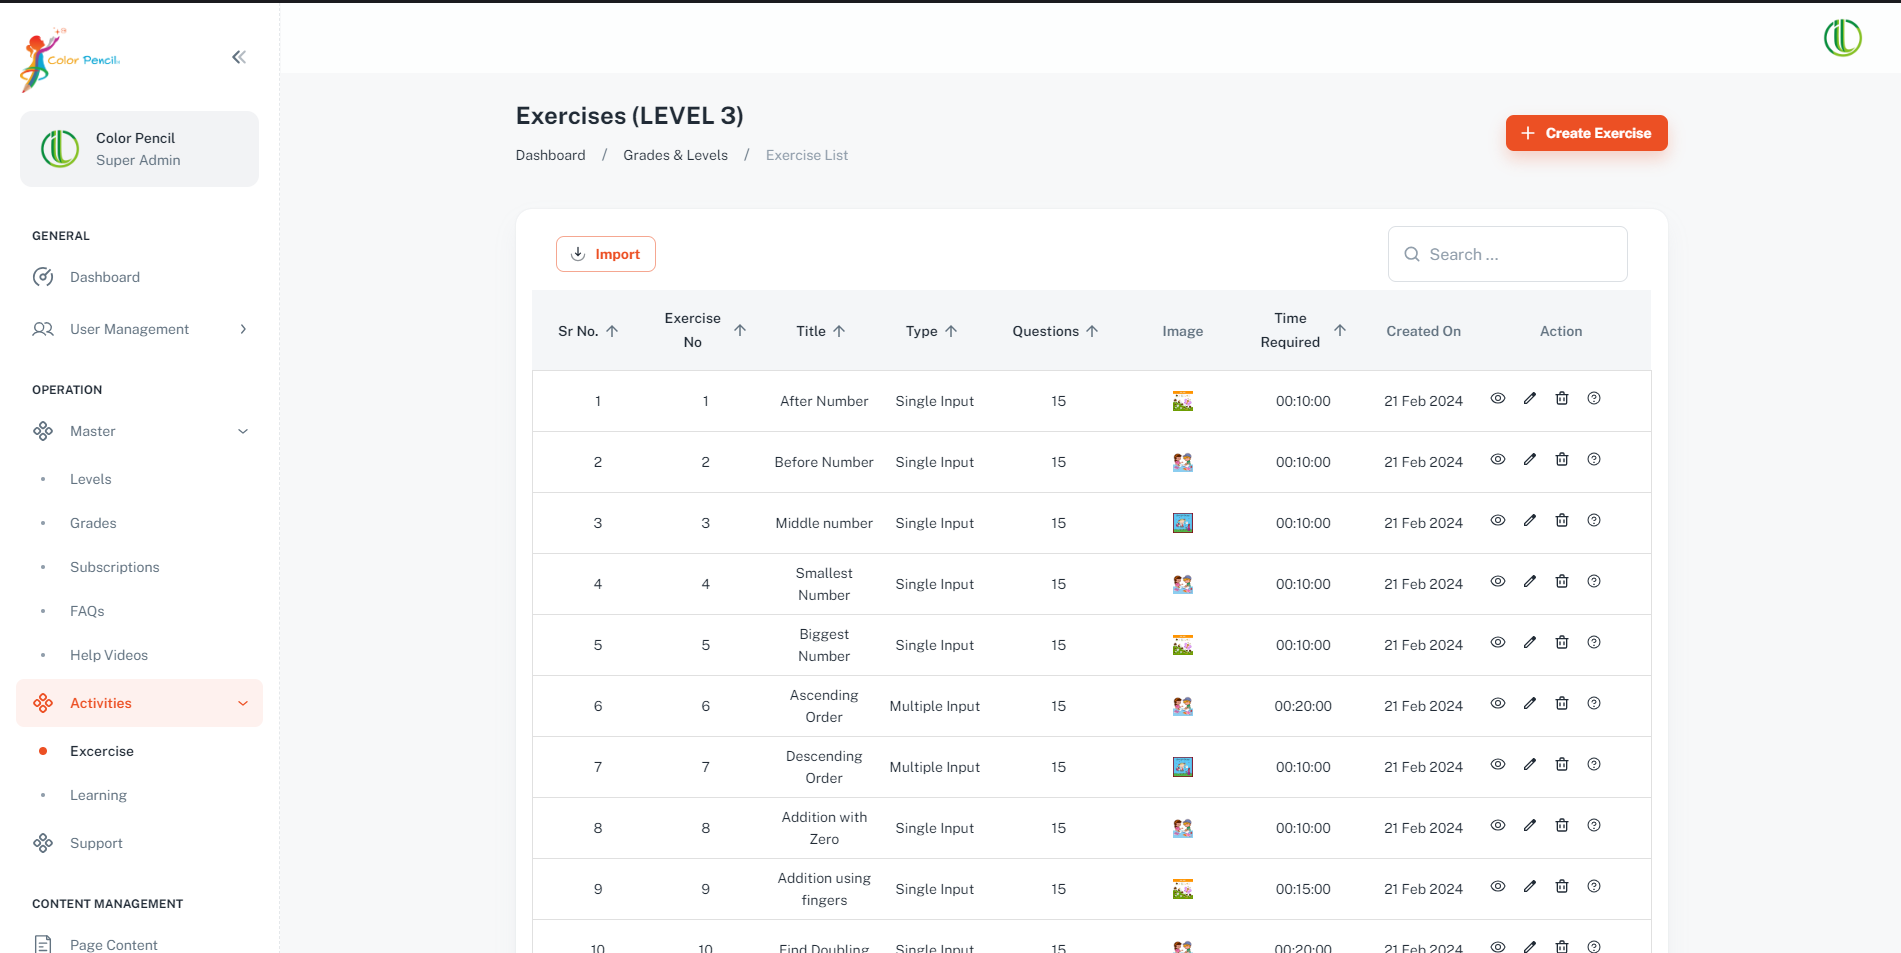 Color Pencil
Color Pencil
Super Admin
GENERAL
Dashboard
User Management
OPERATION
Master
Levels
Grades
Subscriptions
FAQs
Help Videos
Activities
Excercise
Learning
Support
CONTENT MANAGEMENT
Page Content
Exercises (LEVEL 3)
Dashboard / Grades & Levels / Exercise List
Create Exercise
Import
Search ...
Sr No. Exercise No Title Type Questions Image Time Required Created On Action
1 1 After Number Single Input 15 00:10:00 21 Feb 2024
2 2 Before Number Single Input 15 00:10:00 21 Feb 2024
3 3 Middle number Single Input 15 00:10:00 21 Feb 2024
4 4 Smallest Number Single Input 15 00:10:00 21 Feb 2024
5 5 Biggest Number Single Input 15 00:10:00 21 Feb 2024
6 6 Ascending Order Multiple Input 15 00:20:00 21 Feb 2024
7 7 Descending Order Multiple Input 15 00:10:00 21 Feb 2024
8 8 Addition with Zero Single Input 15 00:10:00 21 Feb 2024
9 9 Addition using fingers Single Input 15 00:15:00 21 Feb 2024
10 10 Find Doubling Single Input 15 00:20:00 21 Feb 2024